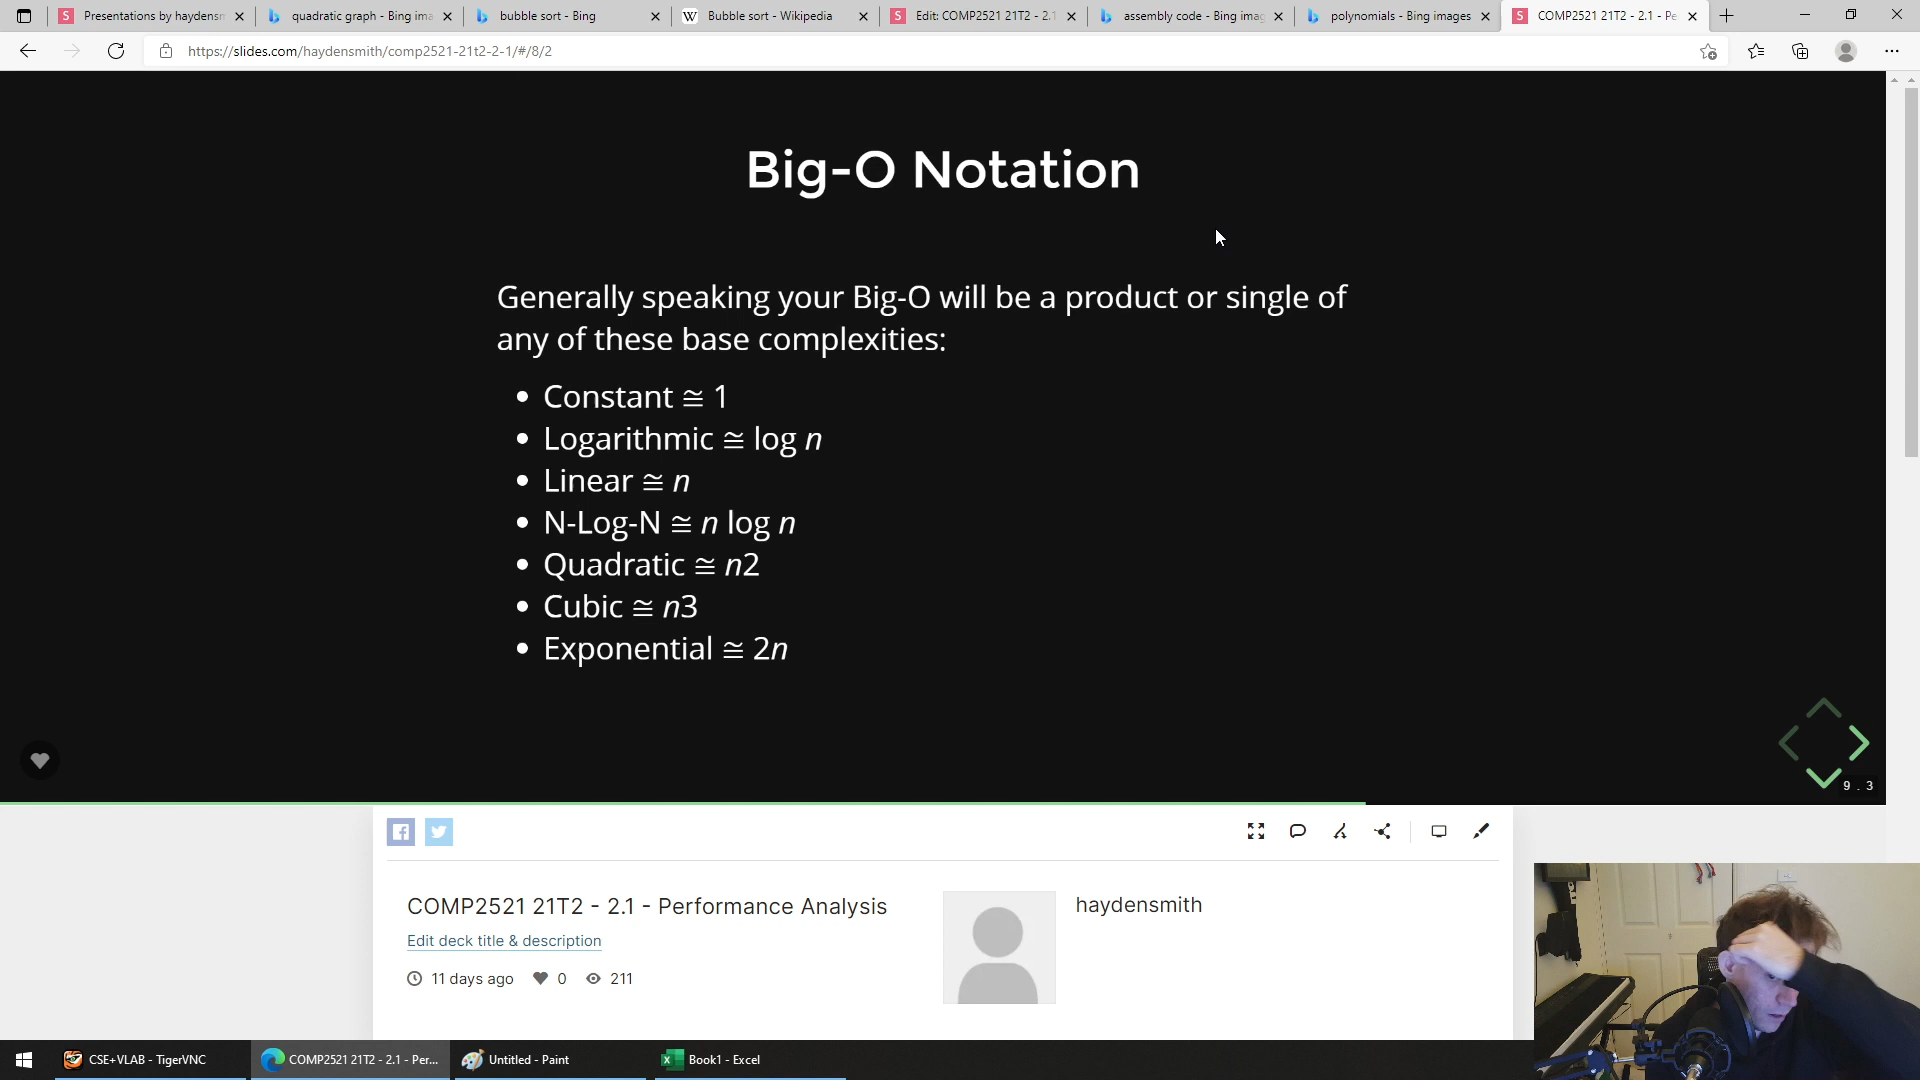 Presentations by haydensm
quadratic graph - Bing ima
bubble sort - Bing
Bubble sort - Wikipedia
Edit: COMP2521 21T2 - 2.1
assembly code - Bing imag
polynomials - Bing images
COMP2521 21T2 - 2.1 - Pe
https://slides.com/haydensmith/comp2521-21t2-2-1/#/8/2
Big-O Notation
Generally speaking your Big-O will be a product or single of
any of these base complexities:
• Constant ≅ 1
• Logarithmic ≅ log n
• Linear ≅ n
• N-Log-N ≅ n log n
• Quadratic ≅ n2
• Cubic ≅ n3
• Exponential ≅ 2n
9 . 3
COMP2521 21T2 - 2.1 - Performance Analysis
haydensmith
Edit deck title & description
11 days ago 0 211
CSE+VLAB - TigerVNC
COMP2521 21T2 - 2.1 - Per...
Untitled - Paint
Book1 - Excel